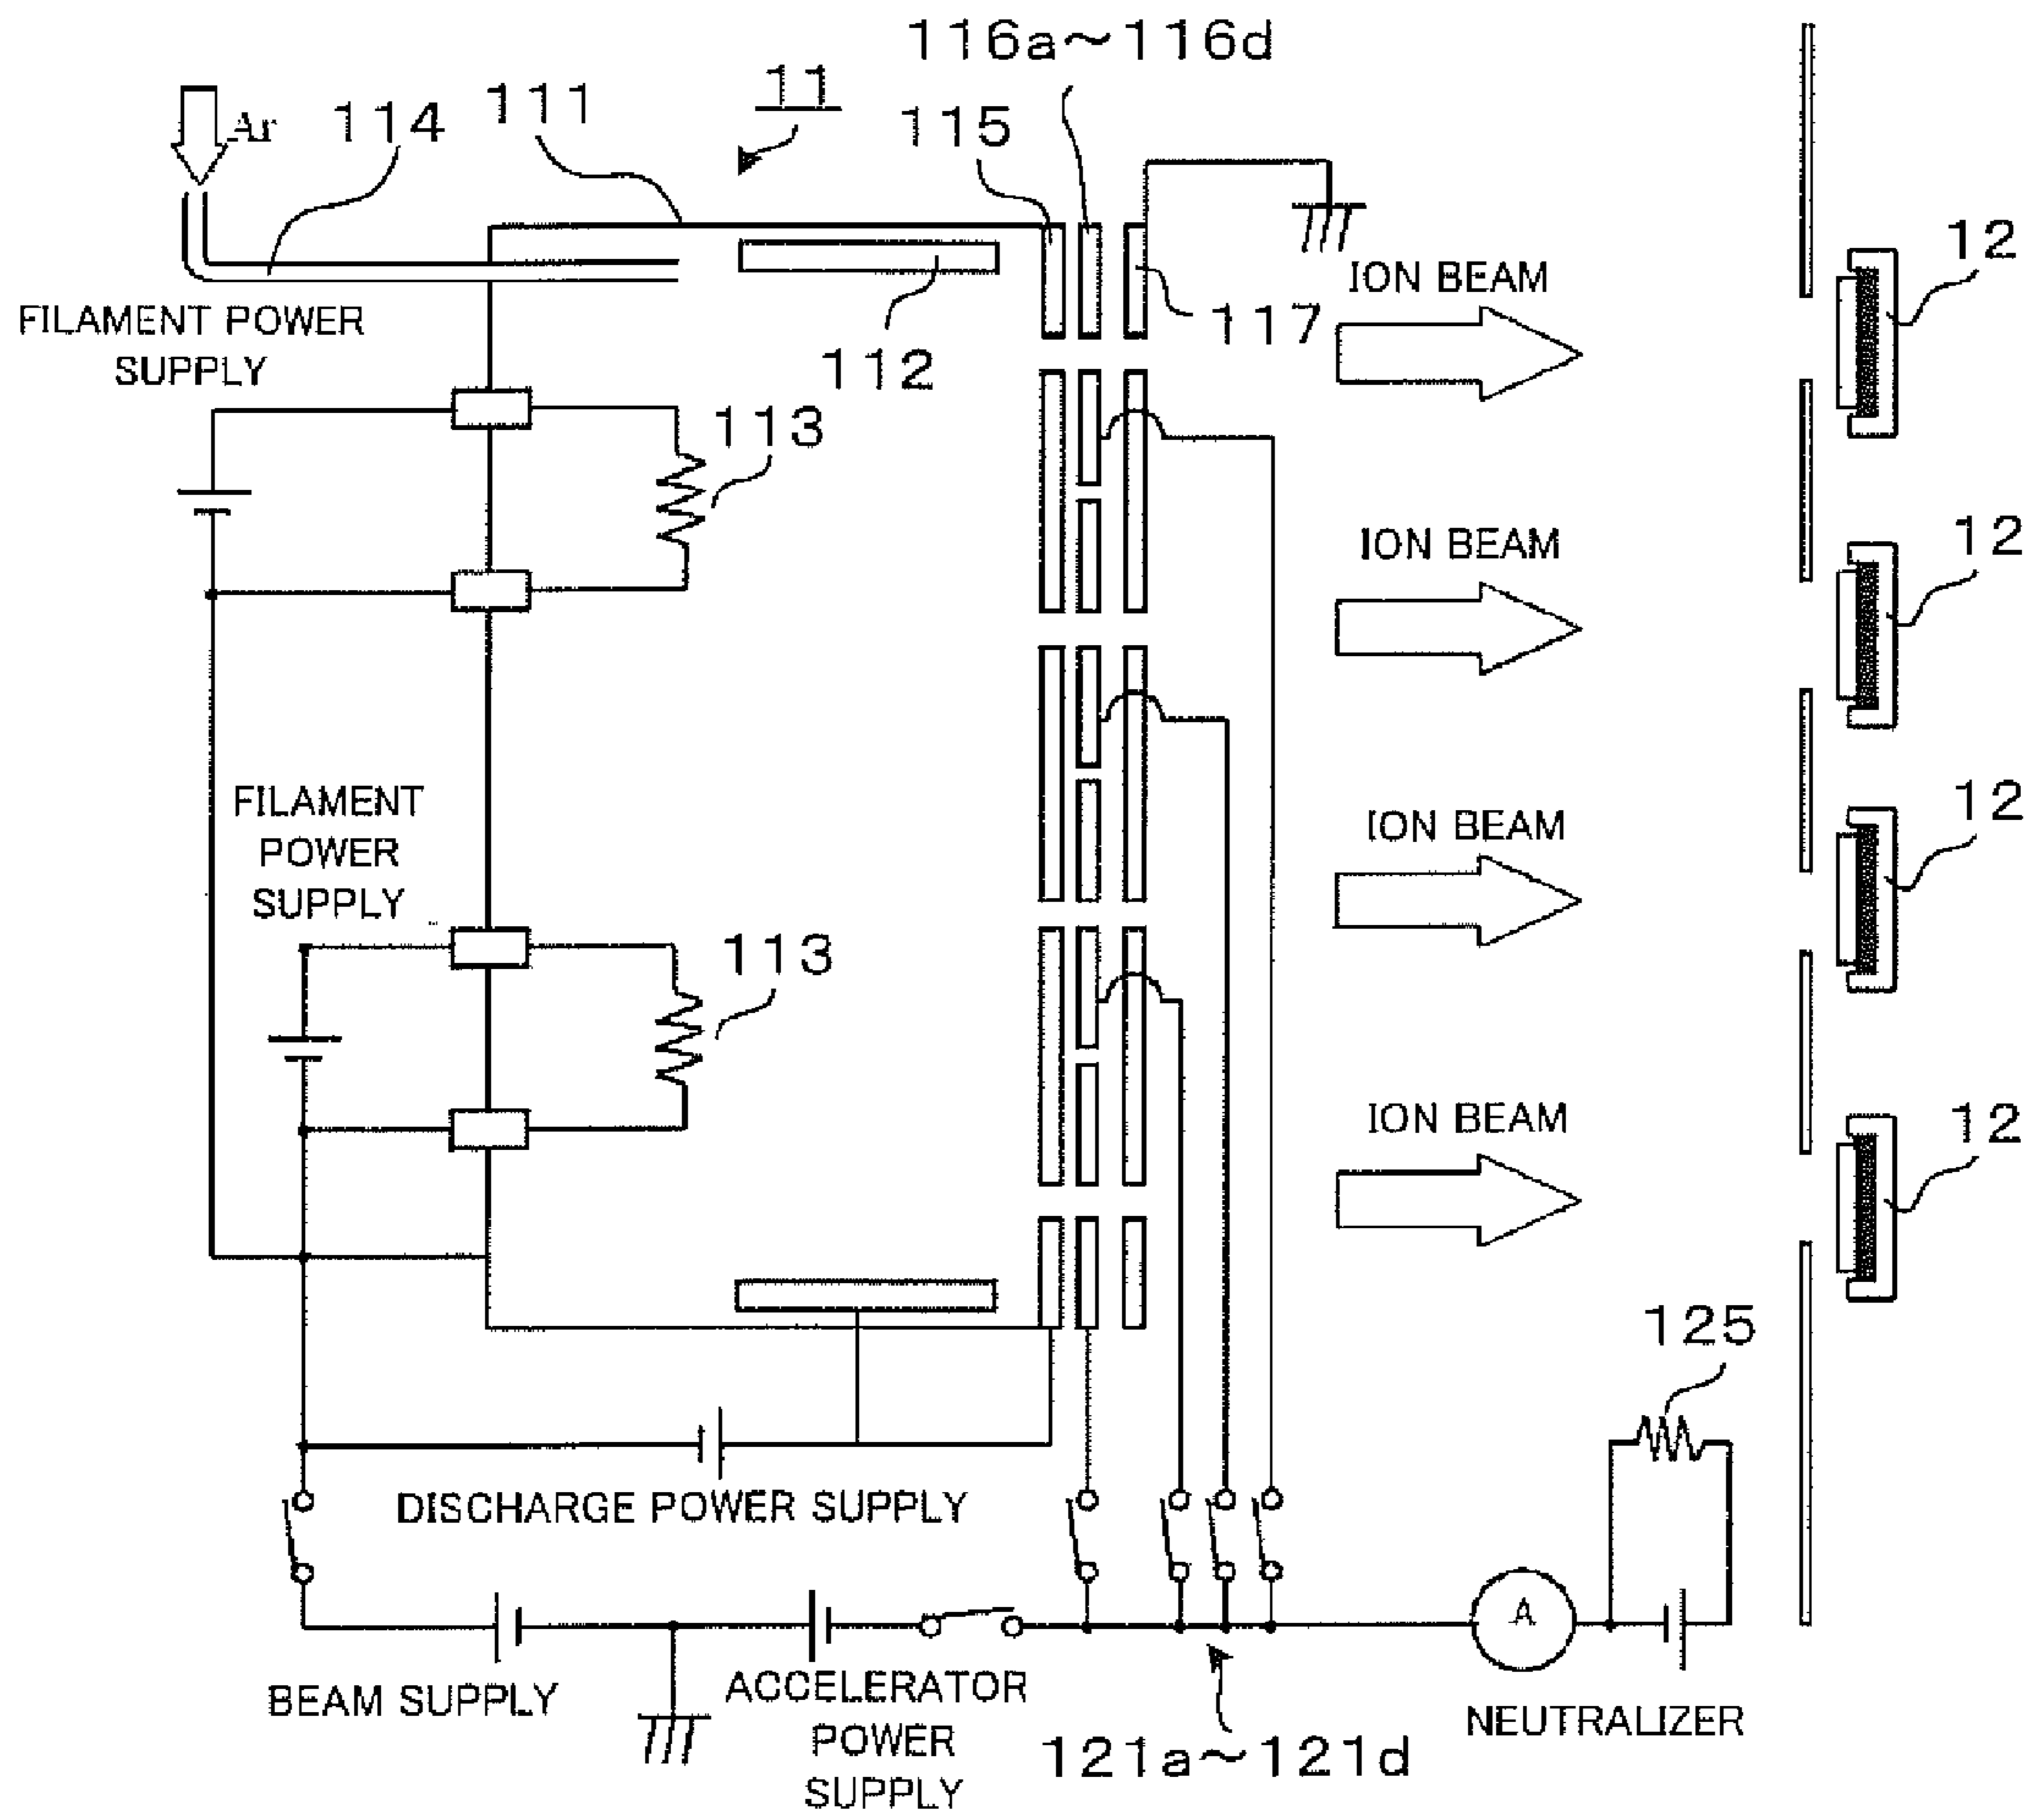 116a~116d
11
Ar
114
111
115
12
ION BEAM
117
FILAMENT POWER
SUPPLY
112
113
12
ION BEAM
FILAMENT
POWER
SUPPLY
12
ION BEAM
113
ION BEAM
12
125
DISCHARGE POWER SUPPLY
A
BEAM SUPPLY
ACCELERATOR
POWER
SUPPLY
NEUTRALIZER
121a~121d